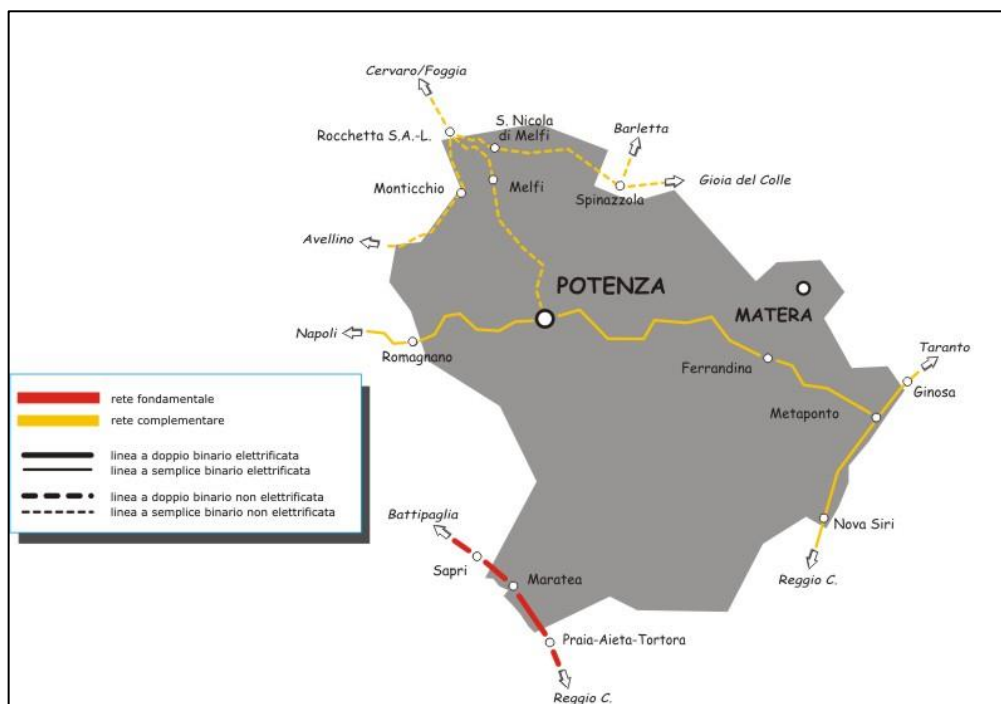 Cervaro/Foggia
Rocchetta S.A.-L.
S. Nicola
di Melfi
Barletta
Monticchio
Melfi
Gioia del Colle
Spinazzola
Avellino
POTENZA
MATERA
Napoli
Romagnano
Ferrandina
Taranto
Ginosa
Metaponto
rete fondamentale
rete complementare
linea a doppio binario elettrificata
linea a semplice binario elettrificata
linea a doppio binario non elettrificata
linea a semplice binario non elettrificata
Battipaglia
Nova Siri
Sapri
Maratea
Reggio C.
Praia-Aieta-Tortora
Reggio C.